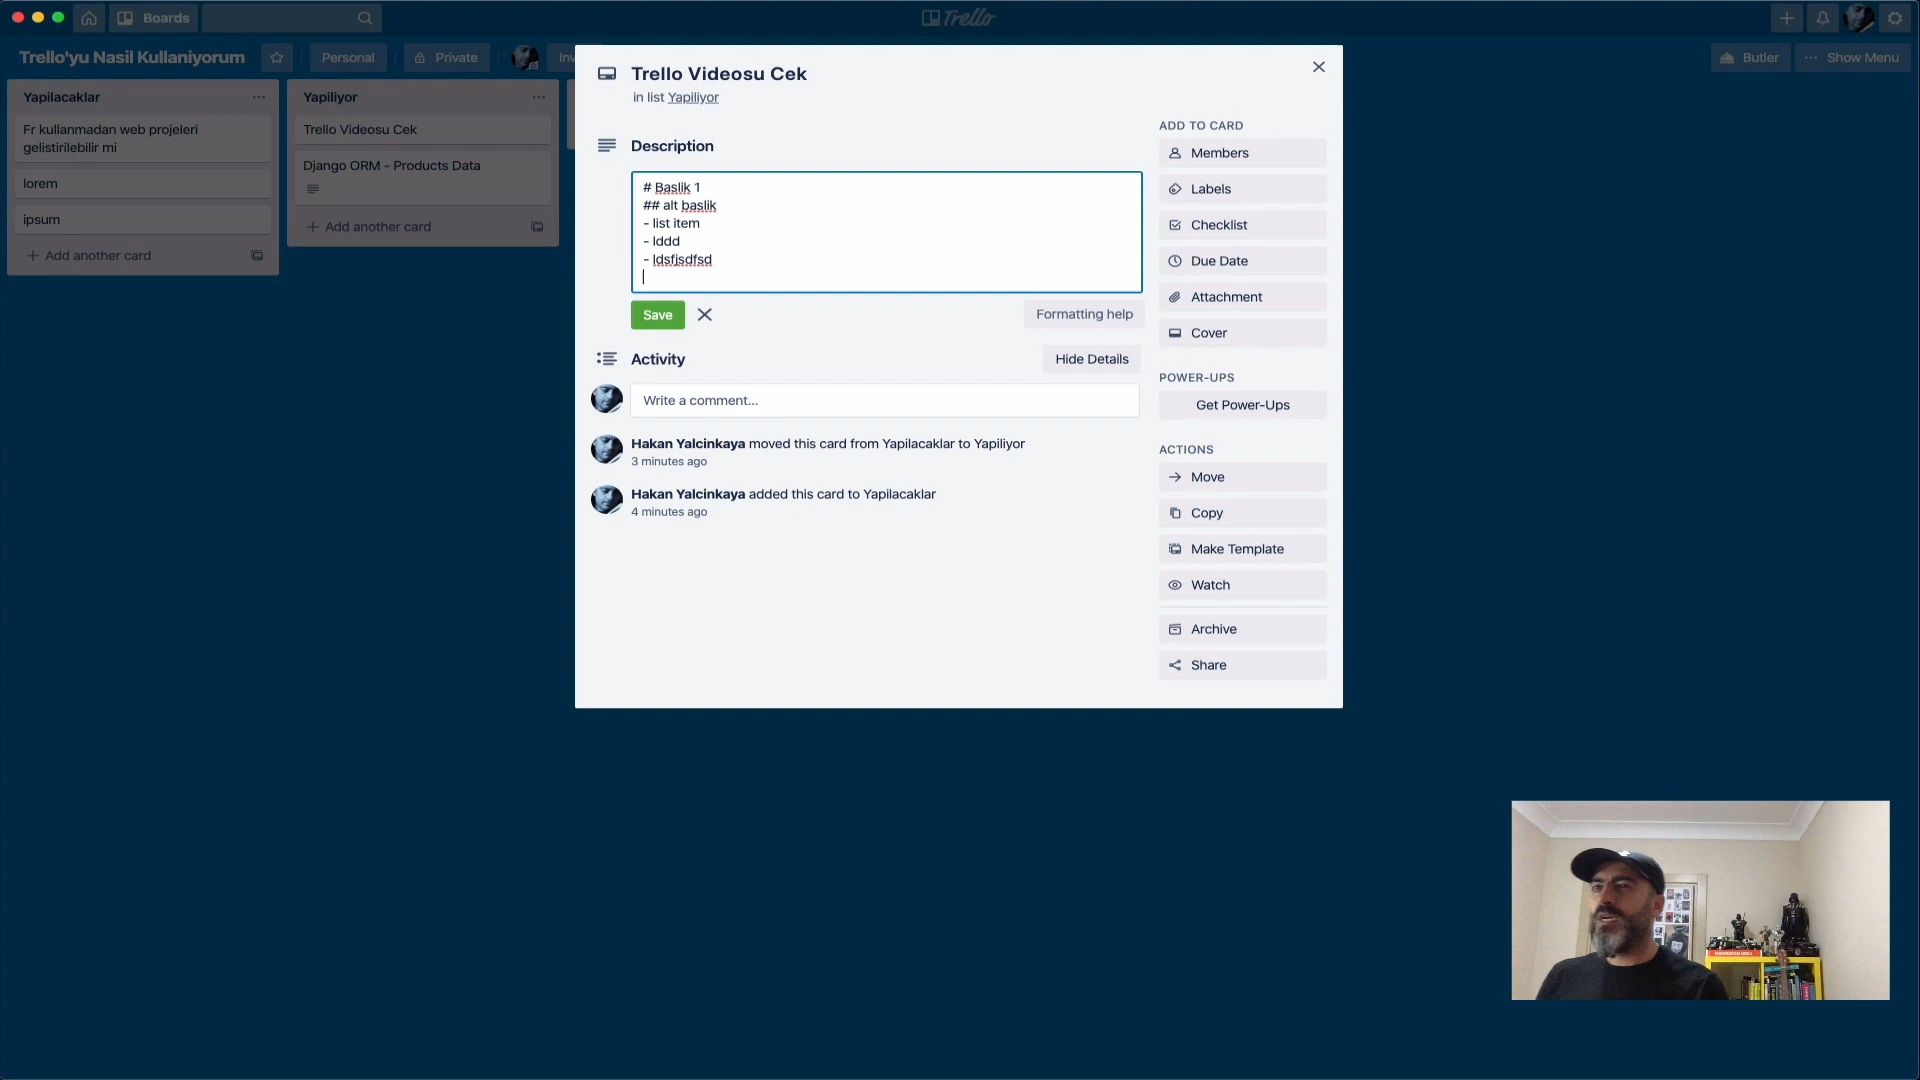 Boards
Trello
Trello'yu Nasil Kullaniyorum
Personal
Private
Inv
Butler
Show Menu
Yapilacaklar
Fr kullanmadan web projeleri
gelistirilebilir mi
lorem
ipsum
Add another card
Yapiliyor
Trello Videosu Cek
Django ORM - Products Data
Add another card
Trello Videosu Cek
in list Yapiliyor
Description
# Baslik 1
## alt baslik
- list item
- lddd
- ldsfjsdfsd
Save
Formatting help
Activity
Hide Details
Write a comment...
Hakan Yalcinkaya moved this card from Yapilacaklar to Yapiliyor
3 minutes ago
Hakan Yalcinkaya added this card to Yapilacaklar
4 minutes ago
ADD TO CARD
Members
Labels
Checklist
Due Date
Attachment
Cover
POWER-UPS
Get Power-Ups
ACTIONS
Move
Copy
Make Template
Watch
Archive
Share